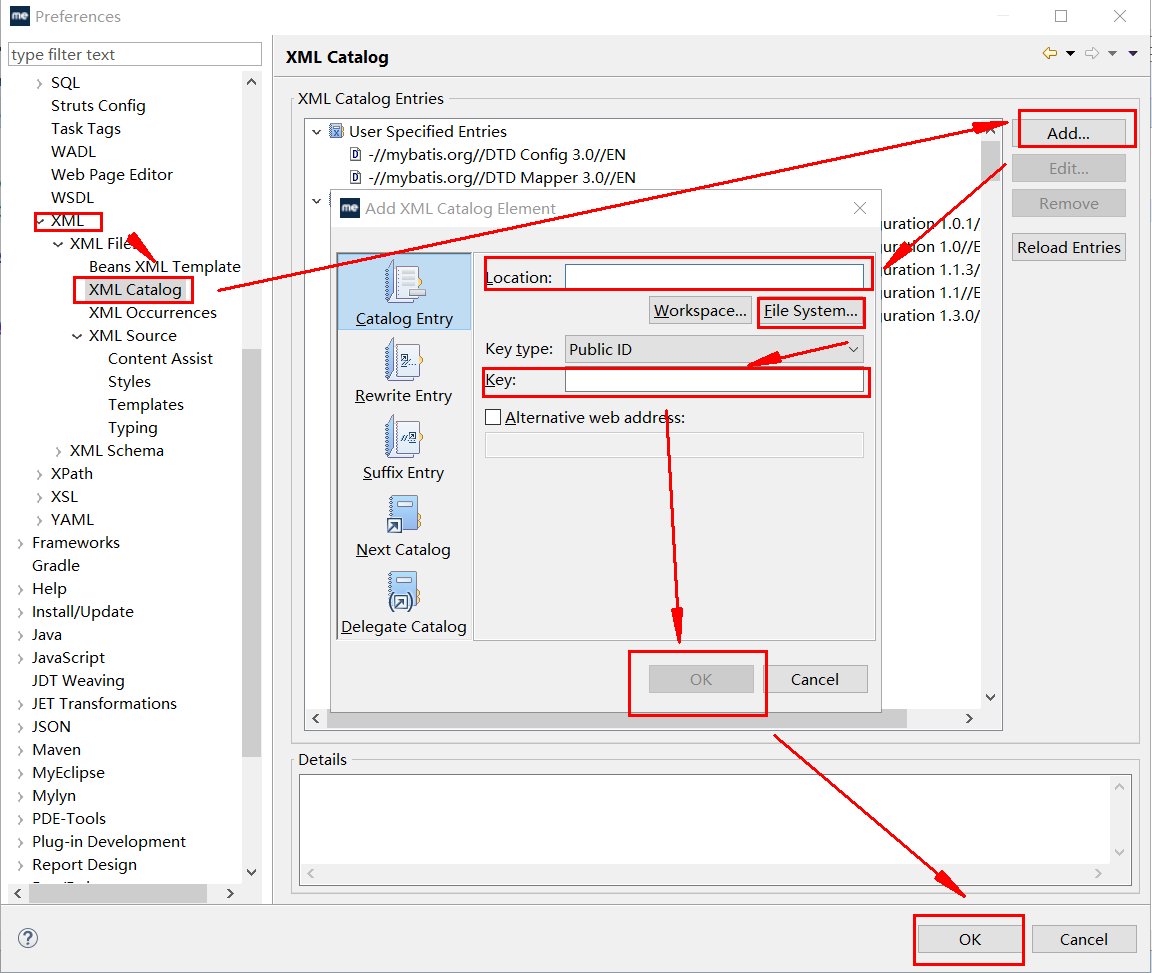 me Preferences
type filter text
SQL
Struts Config
Task Tags
WADL
Web Page Editor
WSDL
XML
XML File
Beans XML Template
XML Catalog
XML Occurrences
XML Source
Content Assist
Styles
Templates
Typing
XML Schema
XPath
XSL
YAML
Frameworks
Gradle
Help
Install/Update
Java
JavaScript
JDT Weaving
JET Transformations
JSON
Maven
MyEclipse
Mylyn
PDE-Tools
Plug-in Development
Report Design
XML Catalog
XML Catalog Entries
User Specified Entries
-//mybatis.org//DTD Config 3.0//EN
-//mybatis.org//DTD Mapper 3.0//EN
uration 1.0.1/
uration 1.0//E
uration 1.1.3/
uration 1.1//E
uration 1.3.0/
Add...
Edit...
Remove
Reload Entries
me Add XML Catalog Element
Catalog Entry
Rewrite Entry
Suffix Entry
Next Catalog
Delegate Catalog
Location:
Workspace... File System...
Key type: Public ID
Key:
Alternative web address:
OK Cancel
Details
OK Cancel